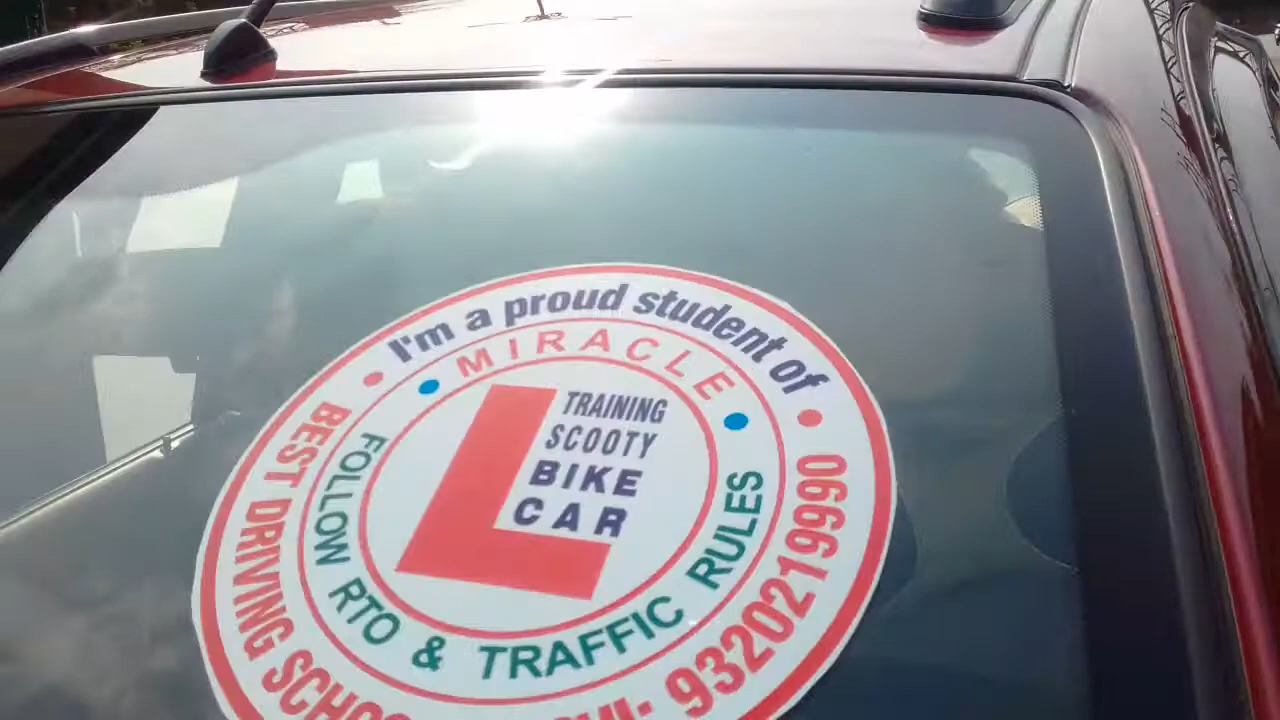 I'm a proud student of
MIRACLE
TRAINING
SCOOTY
BIKE
CAR
FOLLOW RTO & TRAFFIC RULES
BEST DRIVING
9320219990